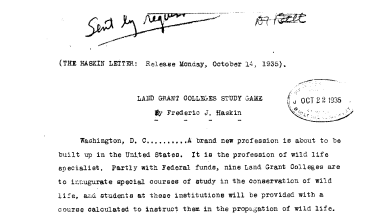 Sent by request
(THE HASKIN LETTER: Release Monday, October 14, 1935).
OCT 22 1935
LAND GRANT COLLEGES STUDY GAME
By Frederic J. Haskin
Washington, D. C..........A brand new profession is about to be
built up in the United States. It is the profession of wild life
specialist. Partly with Federal funds, nine Land Grant Colleges are
to inaugurate special courses of study in the conservation of wild
life, and students at these institutions will be provided with a
course calculated to instruct them in the propagation of wild life.